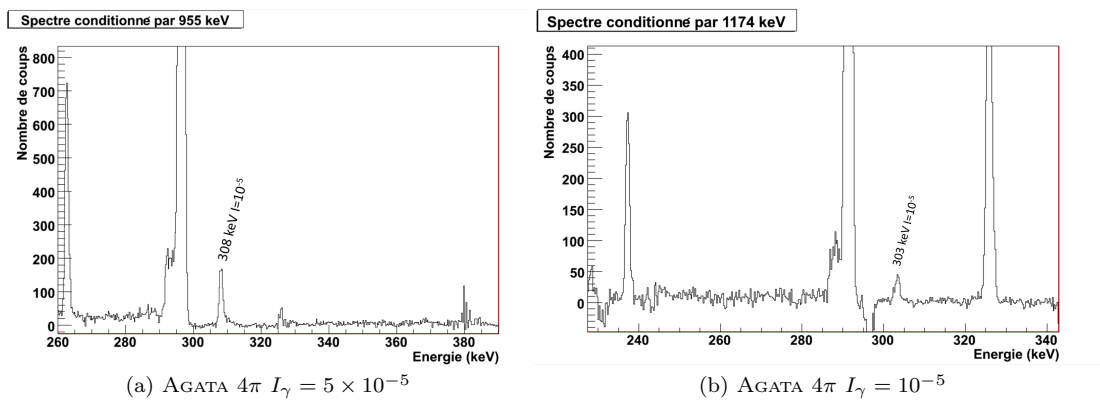 Spectre conditionné par 955 keV
Nombre de coups
800
700
600
500
400
300
200
100
0
308 keV I=10⁻⁵
260 280 300 320 340 360 380
Energie (keV)
(a) AGATA 4π Iγ = 5 × 10⁻⁵
Spectre conditionné par 1174 keV
Nombre de coups
400
350
300
250
200
150
100
50
0
303 keV I=10⁻⁵
240 260 280 300 320 340
Energie (keV)
(b) AGATA 4π Iγ = 10⁻⁵